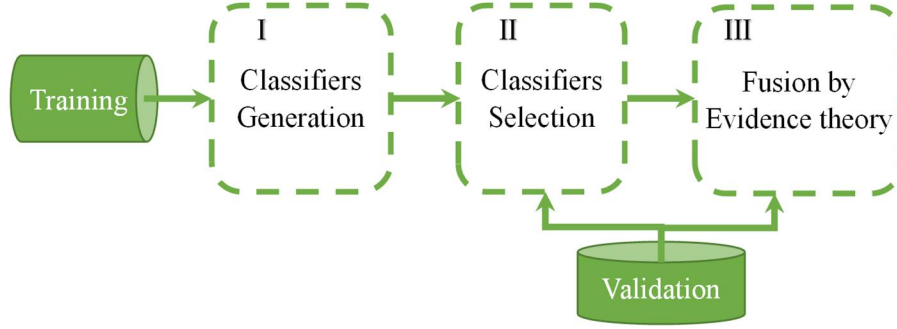 Training
I
Classifiers
Generation
II
Classifiers
Selection
III
Fusion by
Evidence theory
Validation